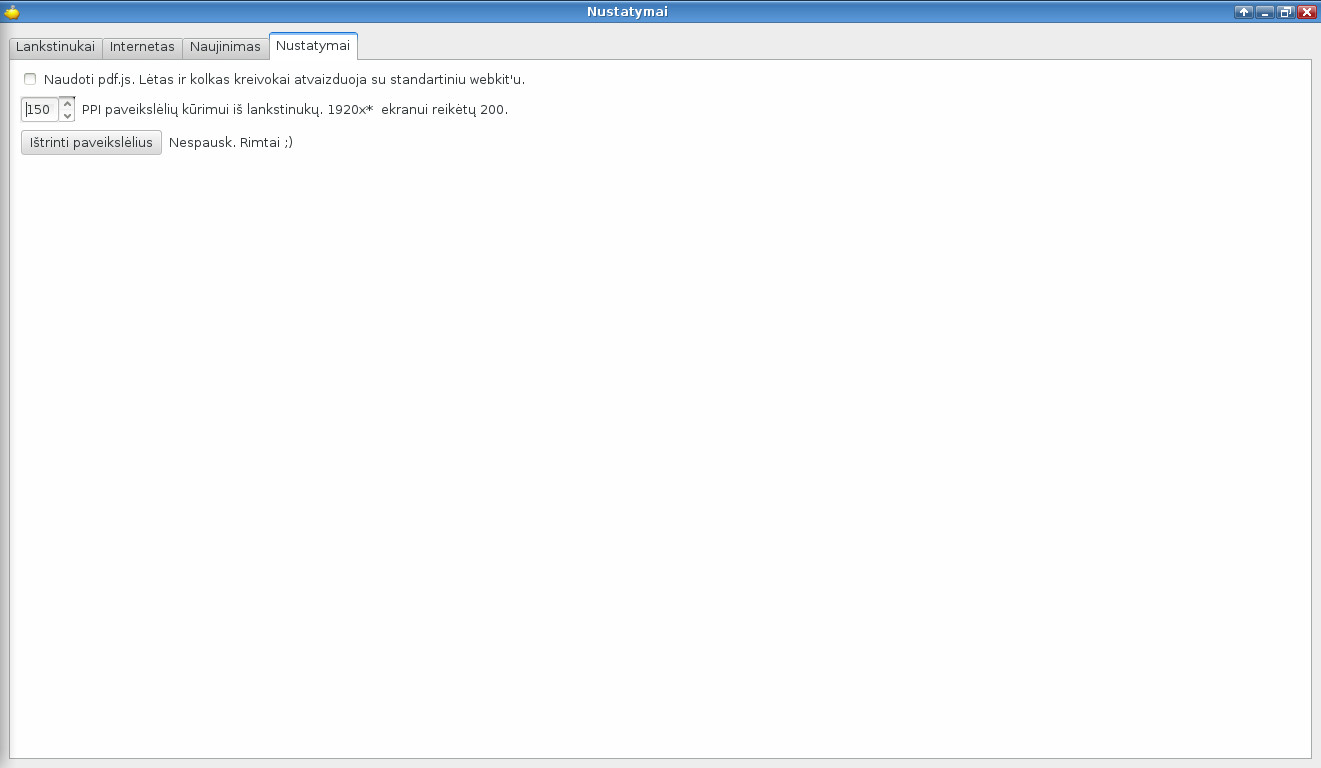 Nustatymai
Lankstinukai Internetas Naujinimas Nustatymai
Naudoti pdf.js. Lėtas ir kolkas kreivokai atvaizduoja su standartiniu webkit'u.
150 PPI paveikslėlių kūrimui iš lankstinukų. 1920x* ekranui reikėtų 200.
Ištrinti paveikslėlius Nespausk. Rimtai ;)